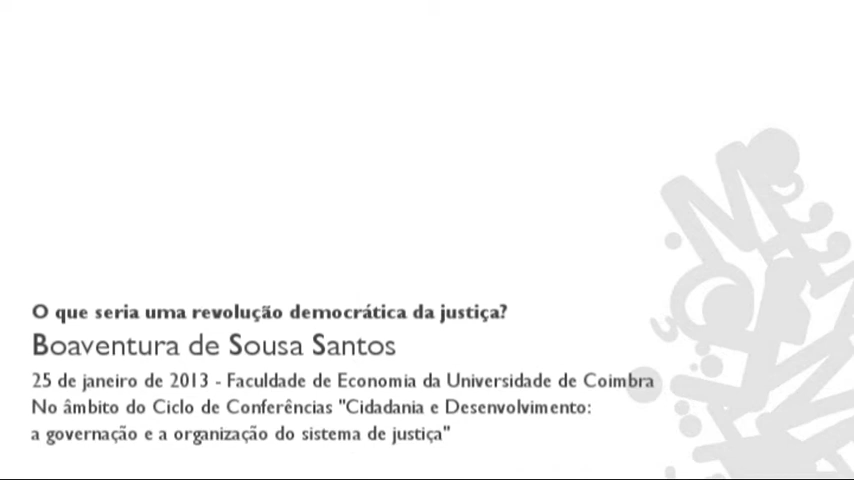 O que seria uma revolução democrática da justiça?
Boaventura de Sousa Santos
25 de janeiro de 2013 - Faculdade de Economia da Universidade de Coimbra
No âmbito do Ciclo de Conferências "Cidadania e Desenvolvimento:
a governação e a organização do sistema de justiça"